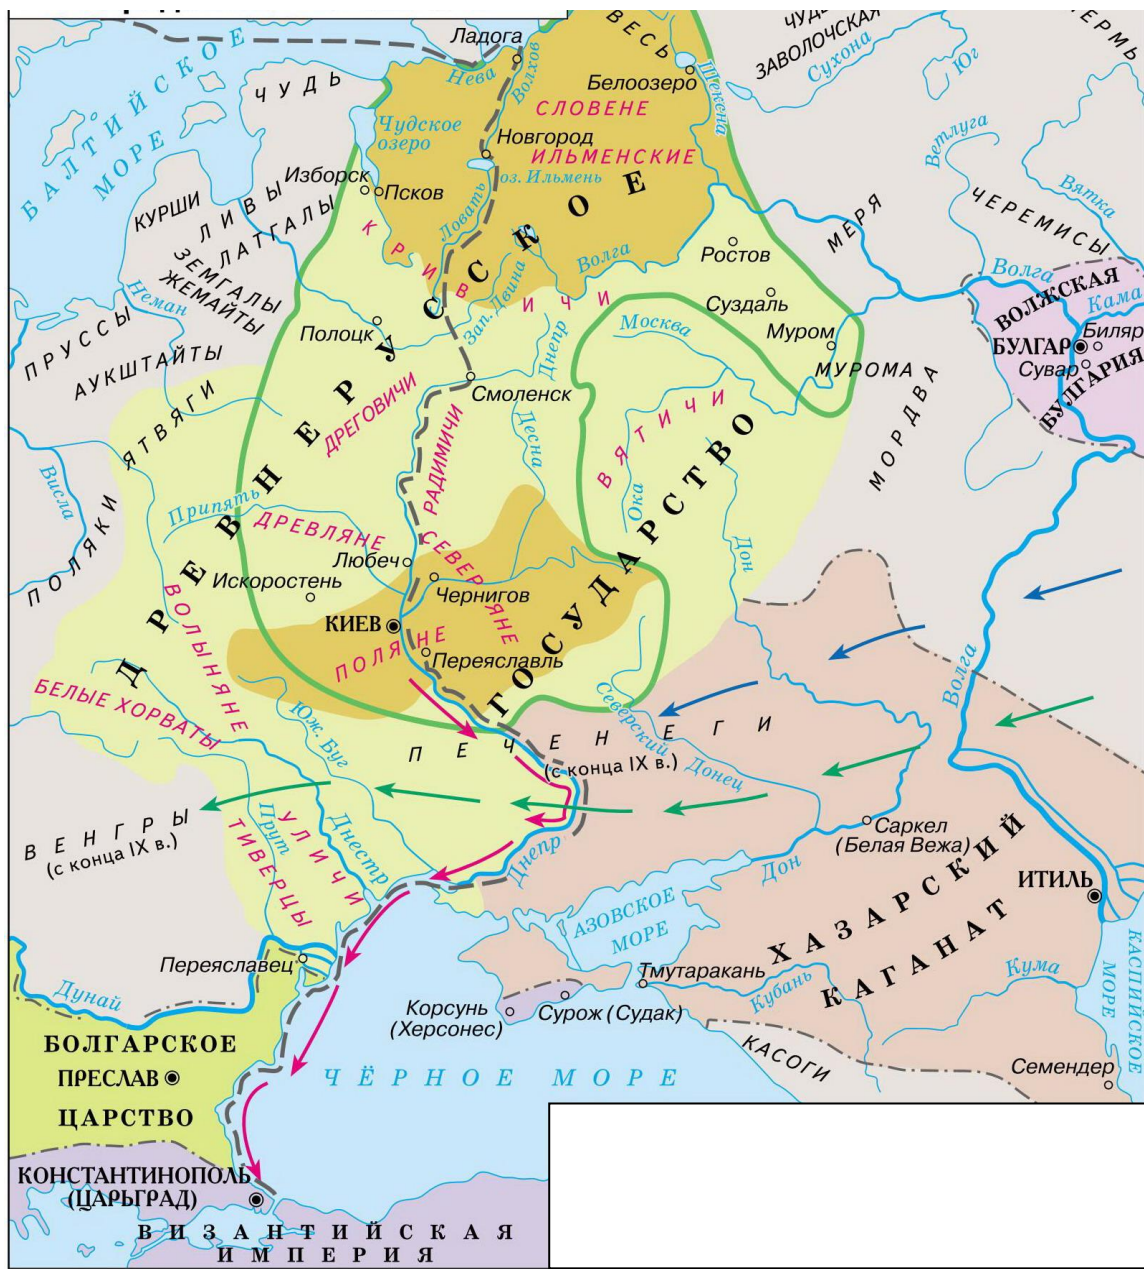 Ладога
Нева
Волхов
ВЕСЬ
Белоозеро
Шексна
ЧУДЬ
ЗАВОЛОЧСКАЯ
Сухона
Юг
ПЕРМЬ
БАЛТИЙСКОЕ
МОРЕ
ЧУДЬ
Чудское
озеро
СЛОВЕНЕ
ИЛЬМЕНСКИЕ
Новгород
оз. Ильмень
Ветлуга
Вятка
Изборск
Псков
Ловать
КУРШИ
ЛИВЫ
ЛАТГАЛЫ
ЗЕМГАЛЫ
ЖЕМАЙТЫ
КРИВИЧИ
Волга
Ростов
МЕРЯ
ЧЕРЕМИСЫ
Неман
Зап. Двина
Суздаль
Волга
ВОЛЖСКАЯ
БУЛГАРИЯ
Кама
ПРУССЫ
АУКШТАЙТЫ
Полоцк
Днепр
Москва
Муром
МУРОМА
БУЛГАР
Биляр
Сувар
ЯТВЯГИ
ДРЕГОВИЧИ
Смоленск
РАДИМИЧИ
Десна
ВЯТИЧИ
МОРДВА
Висла
ПОЛЯКИ
Припять
ДРЕВЛЯНЕ
Ока
Дон
ДРЕВНЕРУССКОЕ
ГОСУДАРСТВО
Любеч
СЕВЕРЯНЕ
Искоростень
Чернигов
ВОЛЫНЯНЕ
КИЕВ
ПОЛЯНЕ
Переяславль
Волга
БЕЛЫЕ ХОРВАТЫ
Юж. Буг
Северский
Донец
ПЕЧЕНЕГИ
(с конца IX в.)
ВЕНГРЫ
(с конца IX в.)
Прут
УЛИЧИ
ТИВЕРЦЫ
Днестр
Днепр
Саркел
(Белая Вежа)
Дон
ХАЗАРСКИЙ
КАГАНАТ
ИТИЛЬ
АЗОВСКОЕ
МОРЕ
КАСПИЙСКОЕ
МОРЕ
Переяславец
Дунай
Тмутаракань
Кубань
Кума
Корсунь
(Херсонес)
Сурож (Судак)
КАСОГИ
Семендер
БОЛГАРСКОЕ
ПРЕСЛАВ
ЦАРСТВО
ЧЁРНОЕ МОРЕ
КОНСТАНТИНОПОЛЬ
(ЦАРЬГРАД)
ВИЗАНТИЙСКАЯ
ИМПЕРИЯ